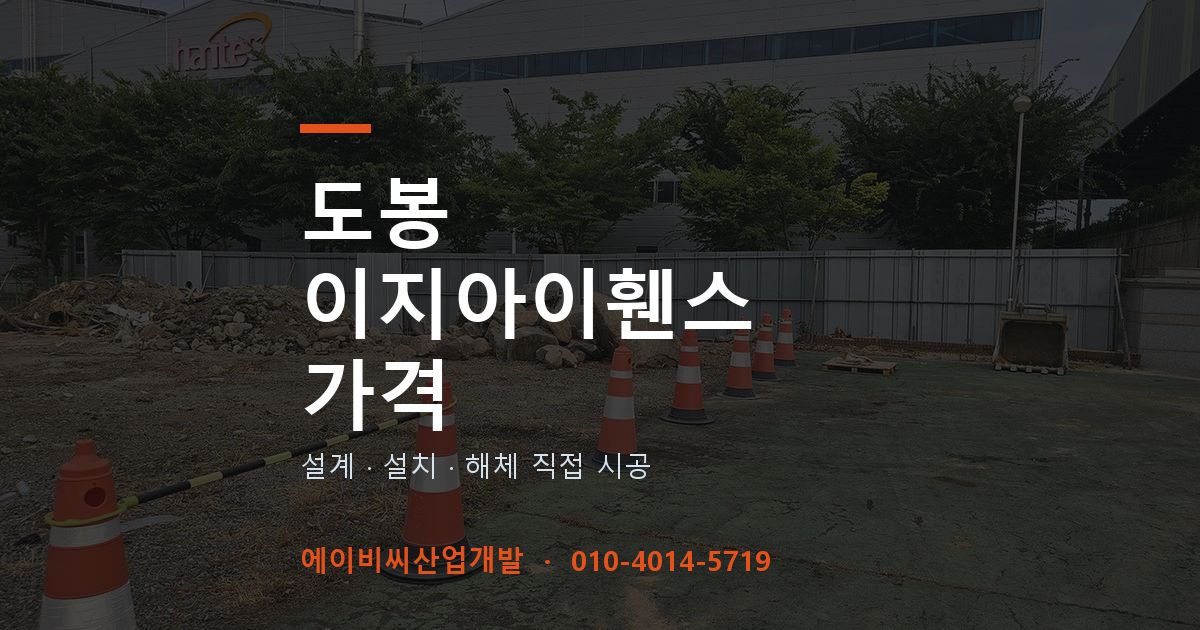 hantes
도봉
이지아이휀스
가격
설계 · 설치 · 해체 직접 시공
에이비씨산업개발 · 010-4014-5719